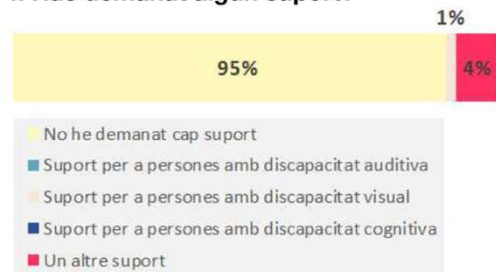 1%
95%
4%
No he demanat cap suport
Suport per a persones amb discapacitat auditiva
Suport per a persones amb discapacitat visual
Suport per a persones amb discapacitat cognitiva
Un altre suport